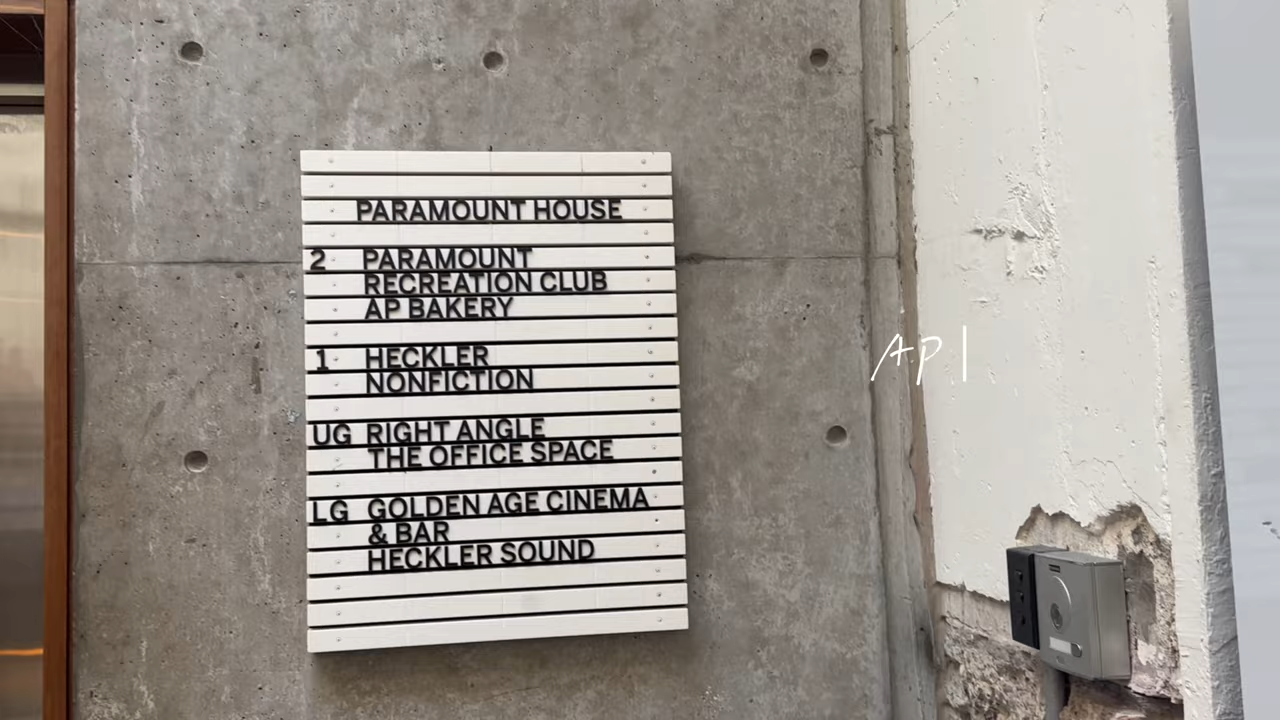 PARAMOUNT HOUSE
2 PARAMOUNT
RECREATION CLUB
AP BAKERY
1 HECKLER
NONFICTION
UG RIGHT ANGLE
THE OFFICE SPACE
LG GOLDEN AGE CINEMA
& BAR
HECKLER SOUND
AP